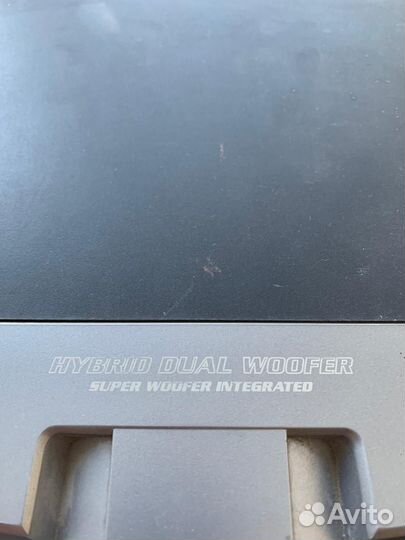 HYBRID DUAL WOOFER
SUPER WOOFER INTEGRATED
Avito